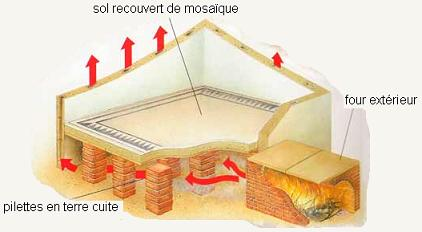 sol recouvert de mosaïque
four extérieur
pilettes en terre cuite